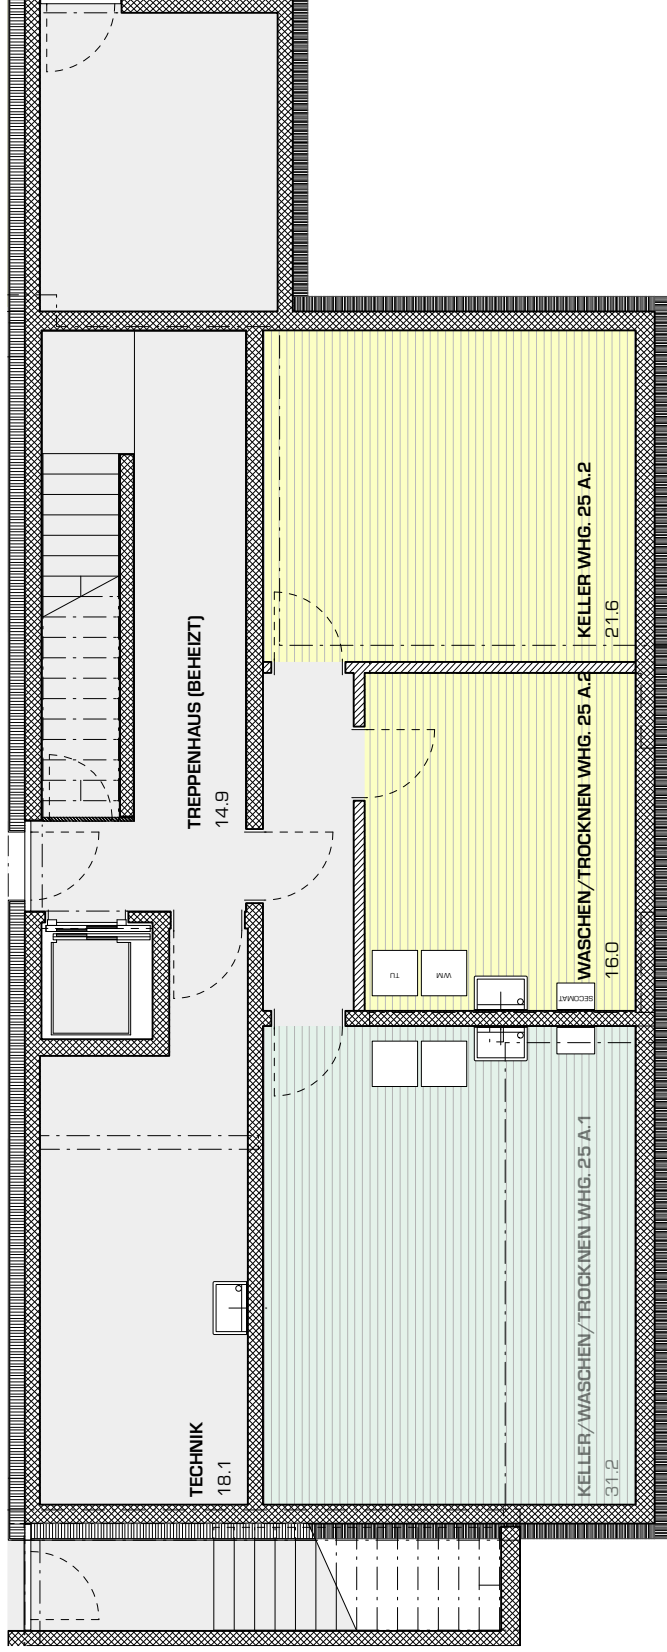 KELLER WHG. 25 A.2
21.6
TREPPENHAUS (BEHEIZT)
14.9
WASCHEN/TROCKNEN WHG. 25 A.2
16.0
TU
WM
SECOMAT
KELLER/WASCHEN/TROCKNEN WHG. 25 A.1
31.2
TECHNIK
18.1